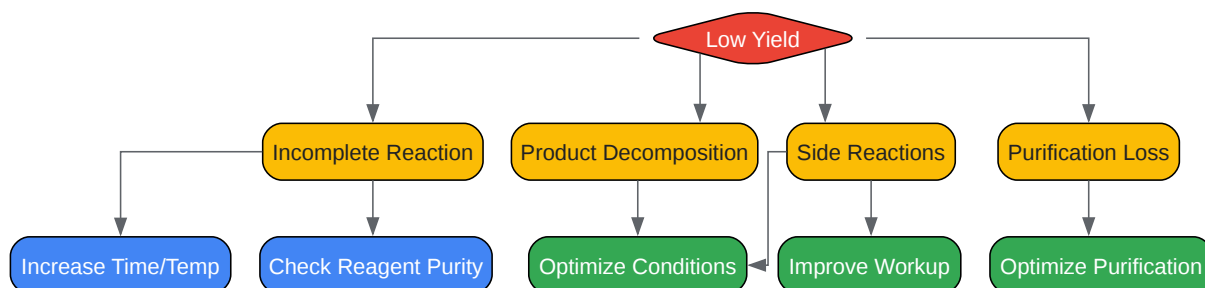 Low Yield
Incomplete Reaction
Product Decomposition
Side Reactions
Purification Loss
Increase Time/Temp
Check Reagent Purity
Optimize Conditions
Improve Workup
Optimize Purification